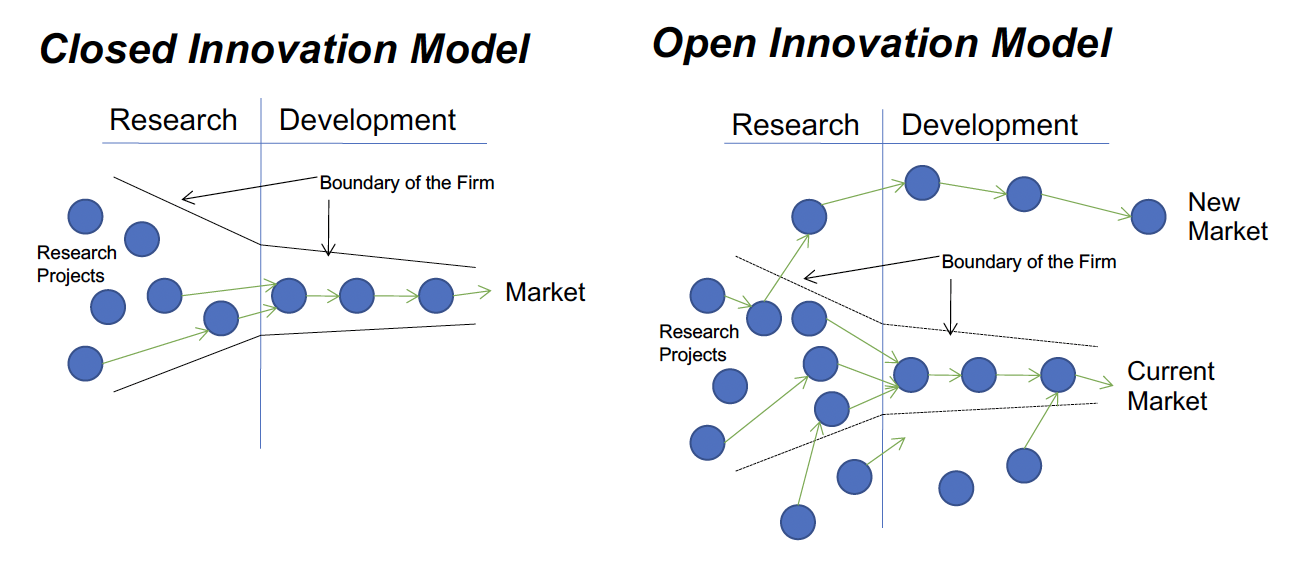 Closed Innovation Model
Research
Development
Boundary of the Firm
Research
Projects
Market
Open Innovation Model
Research
Development
New
Market
Boundary of the Firm
Research
Projects
Current
Market